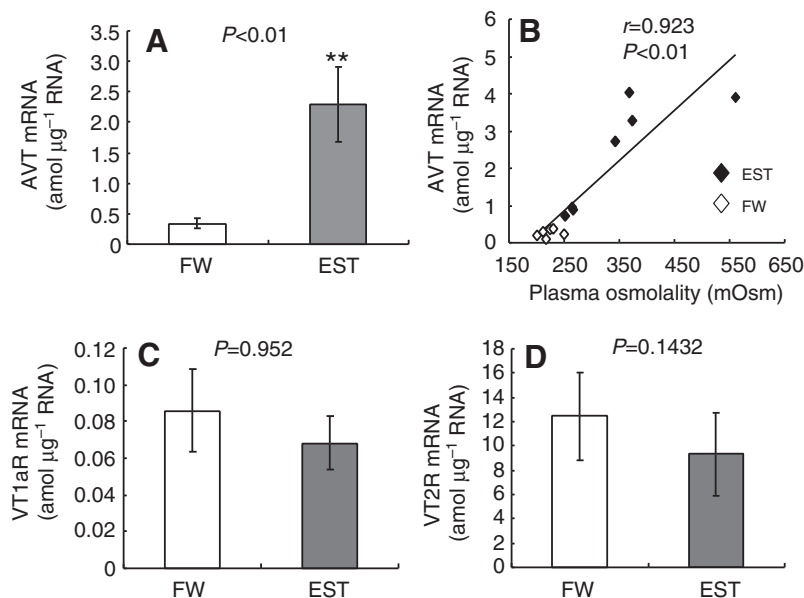 A
P<0.01
**
AVT mRNA
(amol µg⁻¹ RNA)
3.5
3.0
2.5
2.0
1.5
1.0
0.5
0
FW
EST
B
r=0.923
P<0.01
AVT mRNA
(amol µg⁻¹ RNA)
6
5
4
3
2
1
0
EST
FW
150 250 350 450 550 650
Plasma osmolality (mOsm)
C
P=0.952
VT1aR mRNA
(amol µg⁻¹ RNA)
0.12
0.10
0.08
0.06
0.04
0.02
0
FW
EST
D
P=0.1432
VT2R mRNA
(amol µg⁻¹ RNA)
18
16
14
12
10
8
6
4
2
0
FW
EST